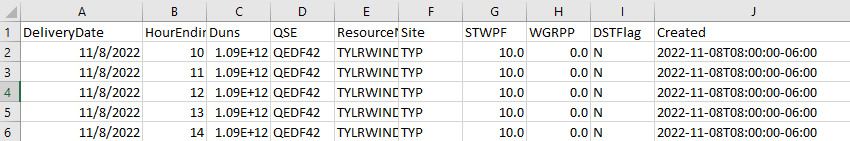 A B C D E F G H I J
1 DeliveryDate HourEndin Duns QSE ResourceN Site STWPF WGRPP DSTFlag Created
2 11/8/2022 10 1.09E+12 QEDF42 TYLRWIND TYP 10.0 0.0 N 2022-11-08T08:00:00-06:00
3 11/8/2022 11 1.09E+12 QEDF42 TYLRWIND TYP 10.0 0.0 N 2022-11-08T08:00:00-06:00
4 11/8/2022 12 1.09E+12 QEDF42 TYLRWIND TYP 10.0 0.0 N 2022-11-08T08:00:00-06:00
5 11/8/2022 13 1.09E+12 QEDF42 TYLRWIND TYP 10.0 0.0 N 2022-11-08T08:00:00-06:00
6 11/8/2022 14 1.09E+12 QEDF42 TYLRWIND TYP 10.0 0.0 N 2022-11-08T08:00:00-06:00